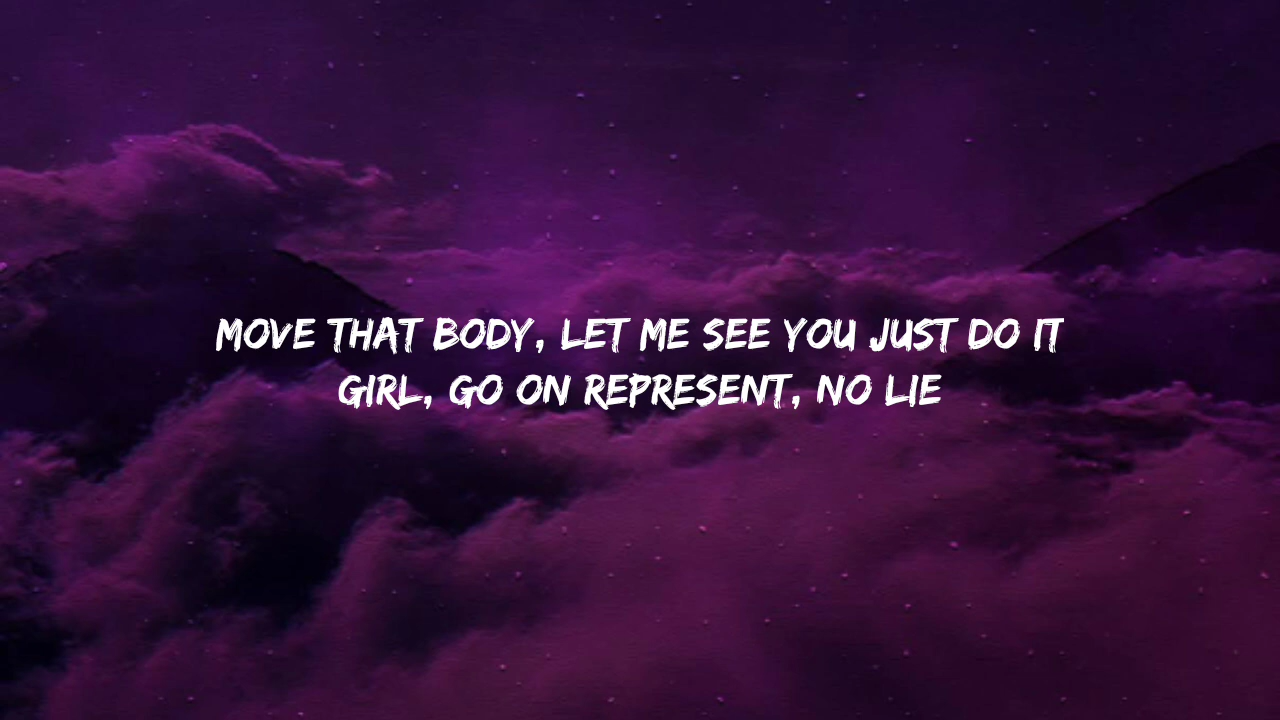 MOVE THAT BODY, LET ME SEE YOU JUST DO IT
GIRL, GO ON REPRESENT, NO LIE